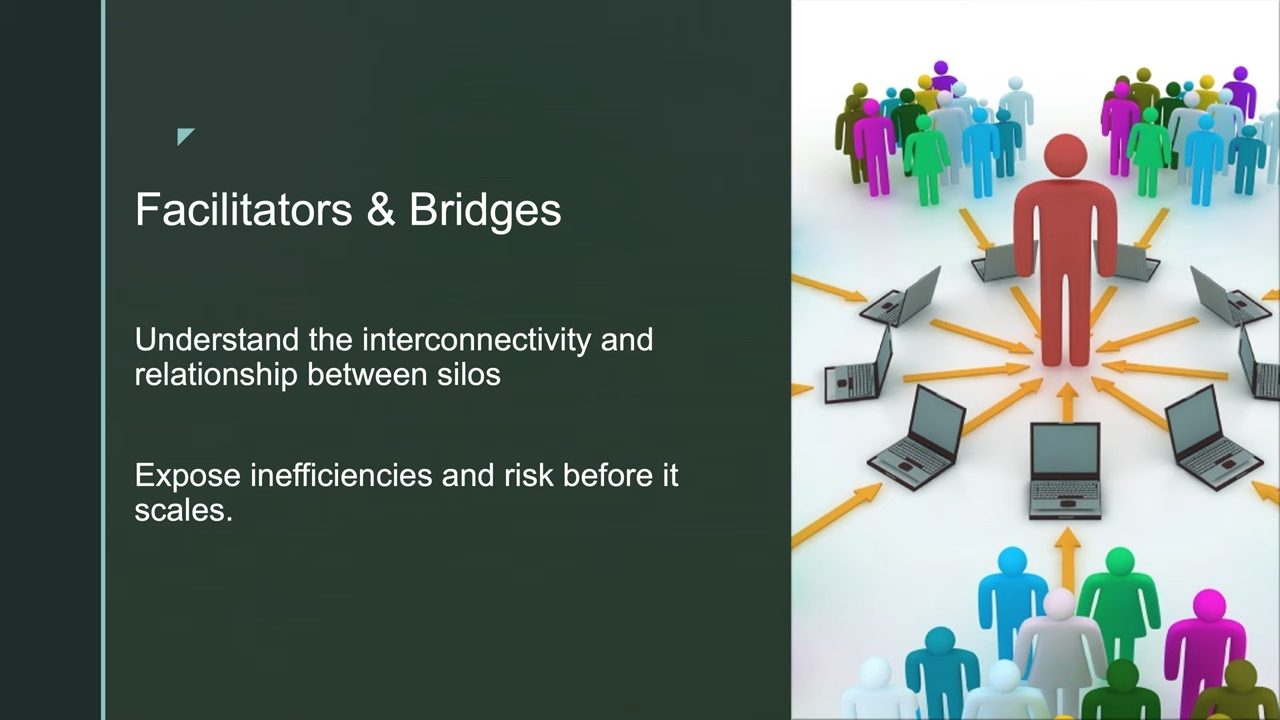 Facilitators & Bridges
Understand the interconnectivity and
relationship between silos
Expose inefficiencies and risk before it
scales.